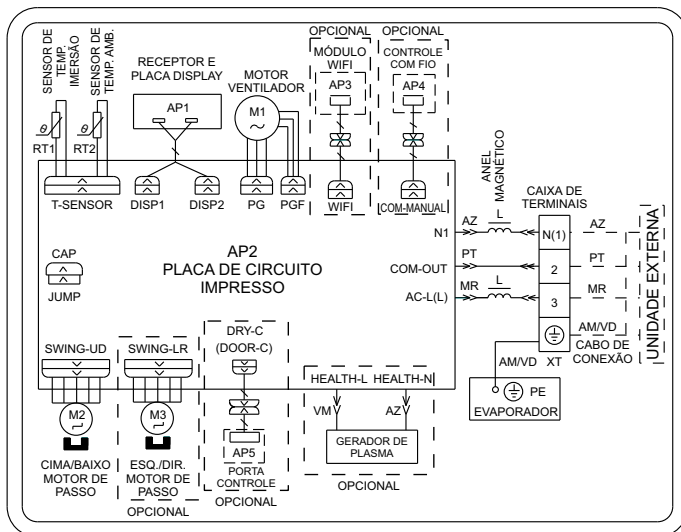 SENSOR DE
TEMP.
IMERSÃO
SENSOR DE
TEMP. AMB.
θ
RT1
θ
RT2
T-SENSOR
RECEPTOR E
PLACA DISPLAY
AP1
DISP1
DISP2
MOTOR
VENTILADOR
M1
PG
PGF
OPCIONAL
MÓDULO
WIFI
AP3
WIFI
OPCIONAL
CONTROLE
COM FIO
AP4
COM-MANUAL
AP2
PLACA DE CIRCUITO
IMPRESSO
CAP
JUMP
N1
AZ
L
ANEL
MAGNÉTICO
CAIXA DE
TERMINAIS
N(1)
AZ
COM-OUT
PT
2
PT
AC-L(L)
MR
L
3
MR
AM/VD
CABO DE
CONEXÃO
XT
UNIDADE EXTERNA
AM/VD
PE
EVAPORADOR
SWING-UD
M2
CIMA/BAIXO
MOTOR DE
PASSO
SWING-LR
M3
ESQ./DIR.
MOTOR DE
PASSO
OPCIONAL
DRY-C
(DOOR-C)
AP5
PORTA
CONTROLE
OPCIONAL
HEALTH-L
HEALTH-N
VM
AZ
GERADOR DE
PLASMA
OPCIONAL